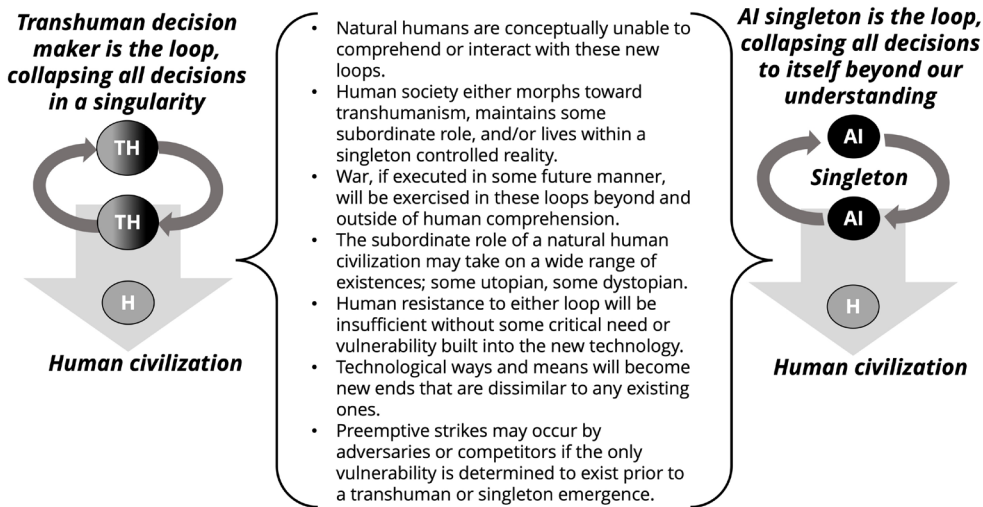 Transhuman decision
maker is the loop,
collapsing all decisions
in a singularity
TH
TH
H
Human civilization
• Natural humans are conceptually unable to
comprehend or interact with these new
loops.
• Human society either morphs toward
transhumanism, maintains some
subordinate role, and/or lives within a
singleton controlled reality.
• War, if executed in some future manner,
will be exercised in these loops beyond and
outside of human comprehension.
• The subordinate role of a natural human
civilization may take on a wide range of
existences; some utopian, some dystopian.
• Human resistance to either loop will be
insufficient without some critical need or
vulnerability built into the new technology.
• Technological ways and means will become
new ends that are dissimilar to any existing
ones.
• Preemptive strikes may occur by
adversaries or competitors if the only
vulnerability is determined to exist prior to
a transhuman or singleton emergence.
AI singleton is the loop,
collapsing all decisions
to itself beyond our
understanding
AI
Singleton
AI
H
Human civilization